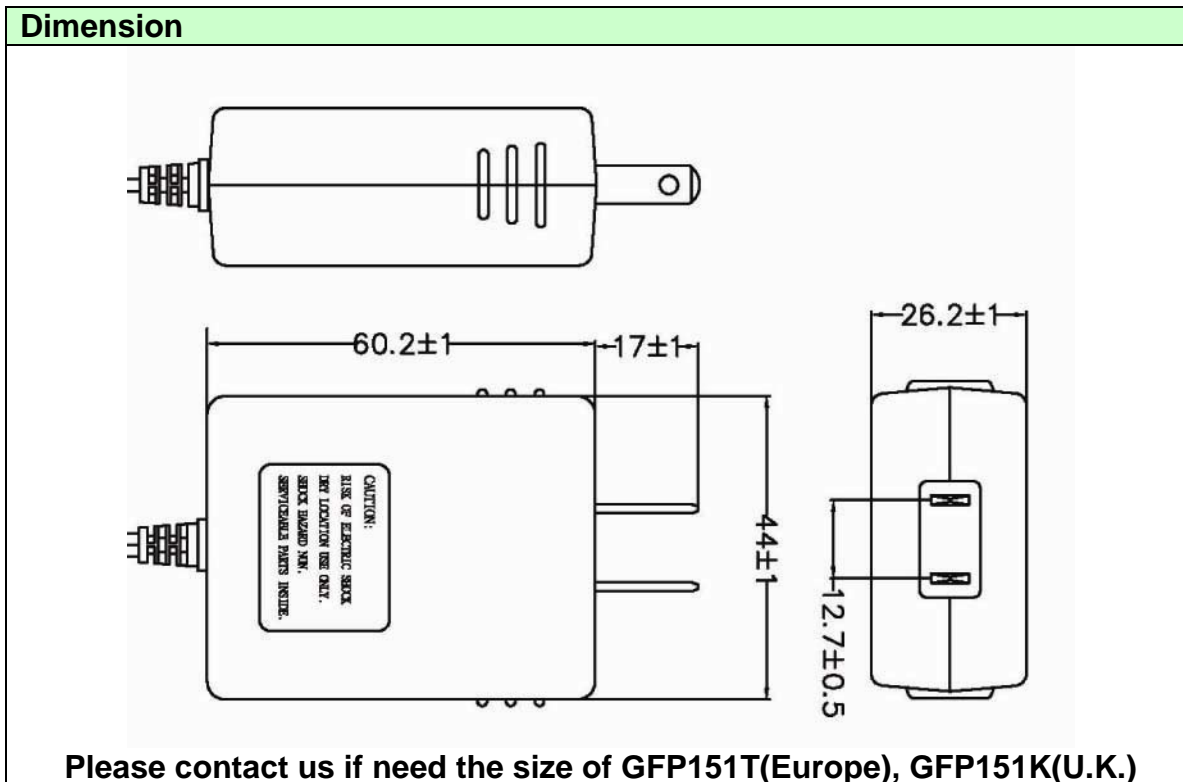 Dimension
60.2±1
17±1
26.2±1
44±1
12.7±0.5
CAUTION:
RISK OF ELECTRIC SHOCK
DRY LOCATION USE ONLY.
SHOCK HAZARD NON.
SERVICEABLE PARTS INSIDE.
Please contact us if need the size of GFP151T(Europe), GFP151K(U.K.)